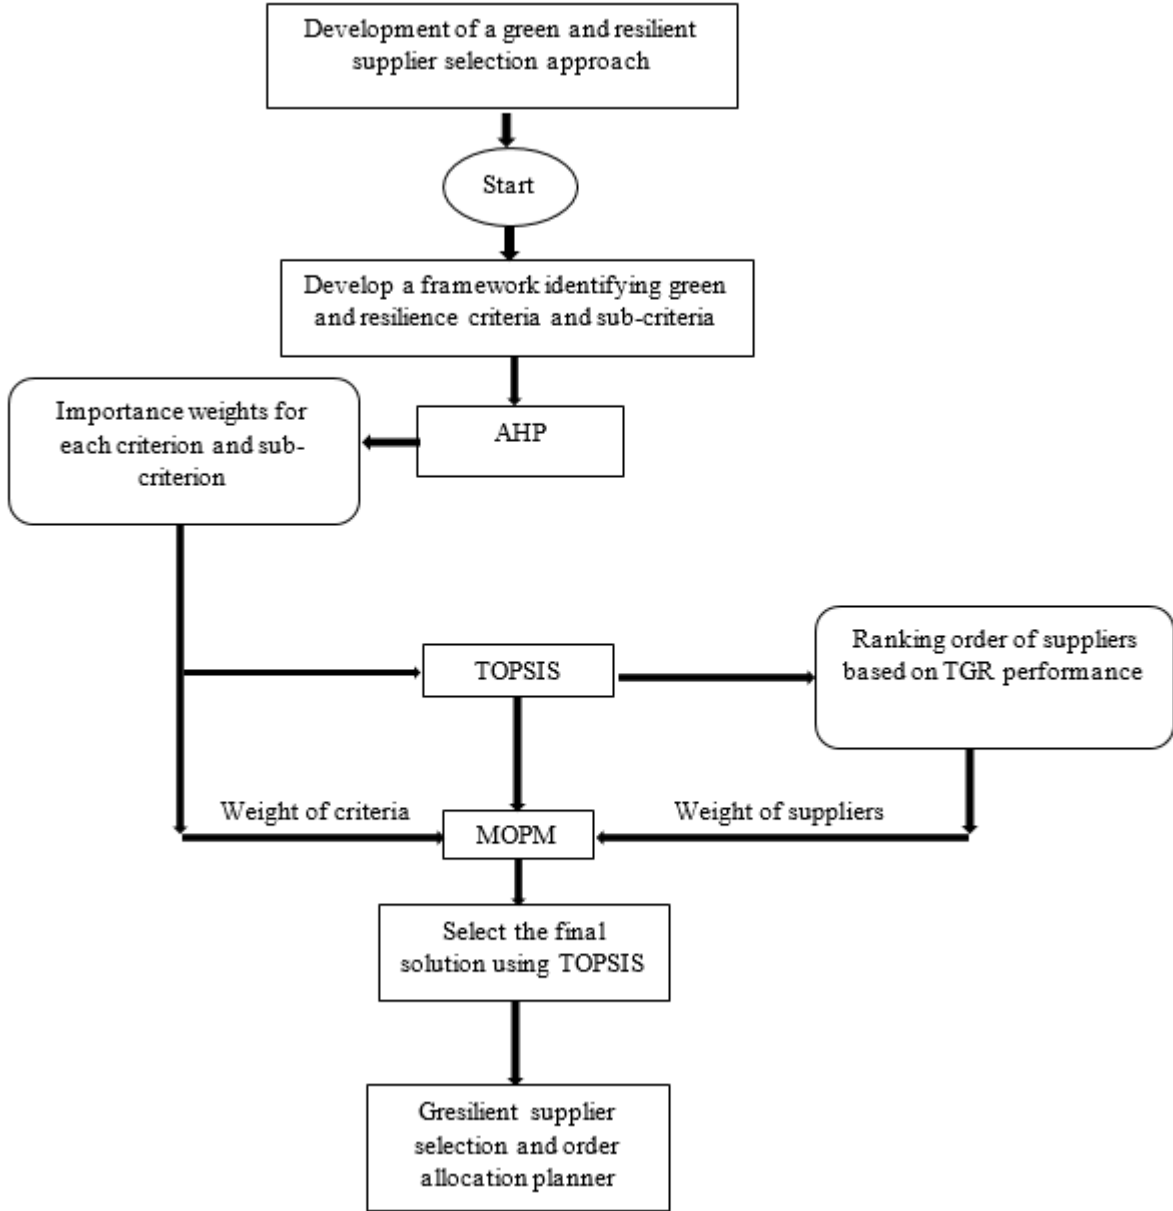 Development of a green and resilient
supplier selection approach
Start
Develop a framework identifying green
and resilience criteria and sub-criteria
Importance weights for
each criterion and sub-
criterion
AHP
TOPSIS
Ranking order of suppliers
based on TGR performance
Weight of criteria
MOPM
Weight of suppliers
Select the final
solution using TOPSIS
Gresilient supplier
selection and order
allocation planner